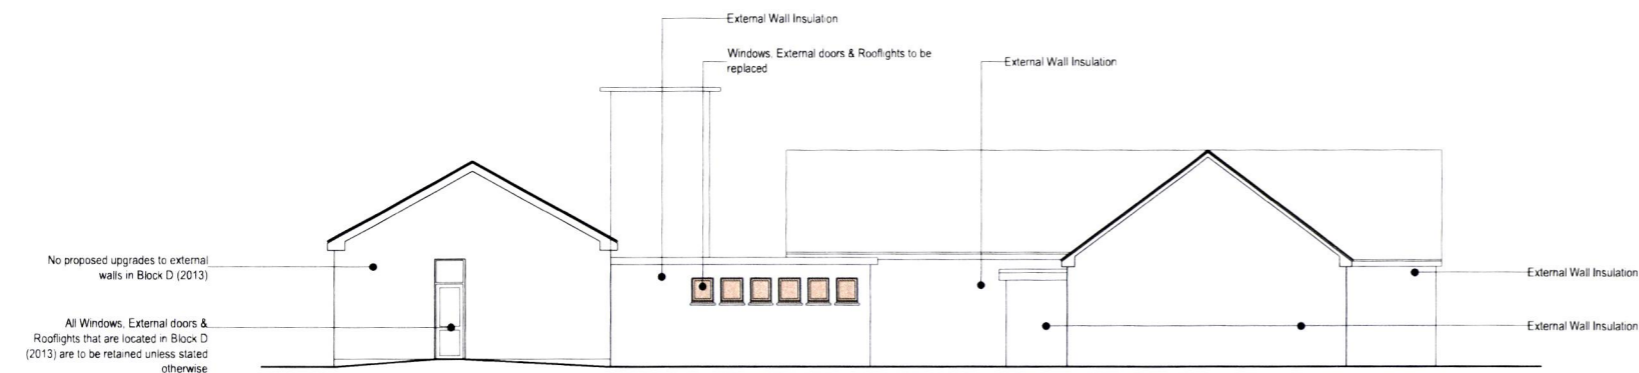 External Wall Insulation
Windows, External doors & Rooflights to be
replaced
External Wall Insulation
No proposed upgrades to external
walls in Block D (2013)
All Windows, External doors &
Rooflights that are located in Block D
(2013) are to be retained unless stated
otherwise
External Wall Insulation
External Wall Insulation